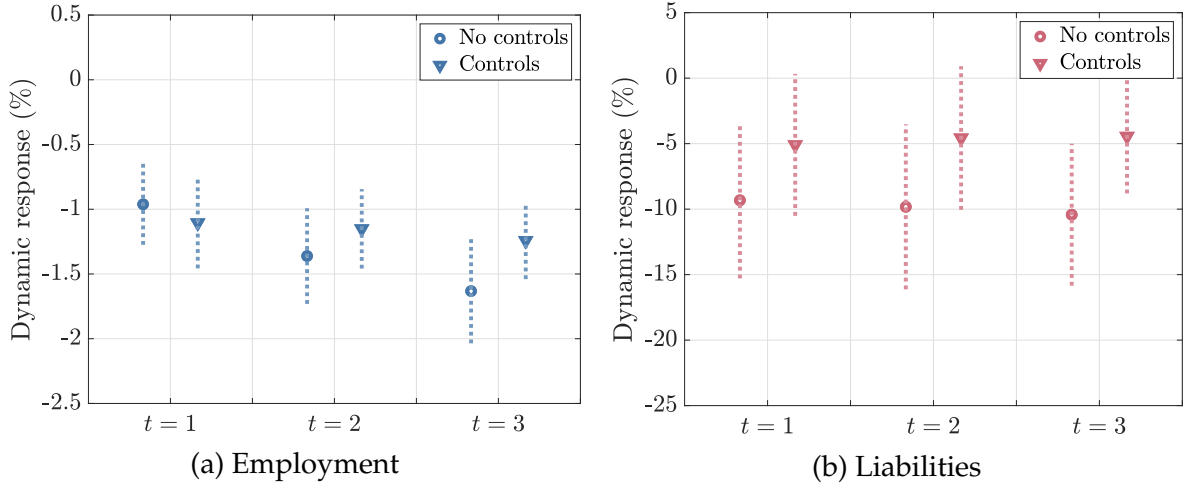 0.5
0
-0.5
-1
-1.5
-2
-2.5
Dynamic response (%)
No controls
Controls
t = 1
t = 2
t = 3
(a) Employment
5
0
-5
-10
-15
-20
-25
Dynamic response (%)
No controls
Controls
t = 1
t = 2
t = 3
(b) Liabilities